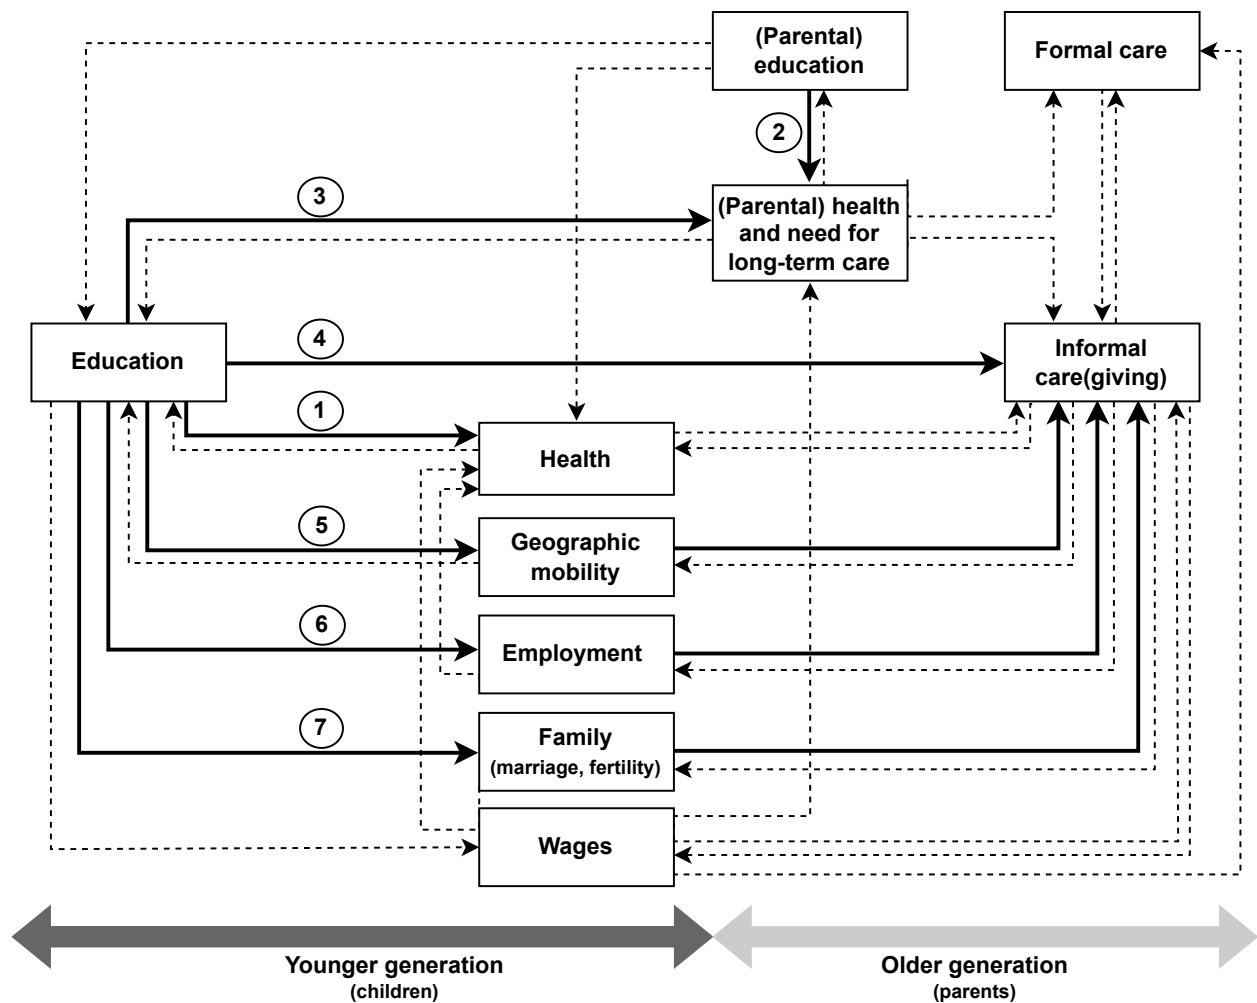 (Parental)
education
Formal care
2
3
(Parental) health
and need for
long-term care
4
Education
Informal
care(giving)
1
Health
5
Geographic
mobility
6
Employment
7
Family
(marriage, fertility)
Wages
Younger generation
(children)
Older generation
(parents)